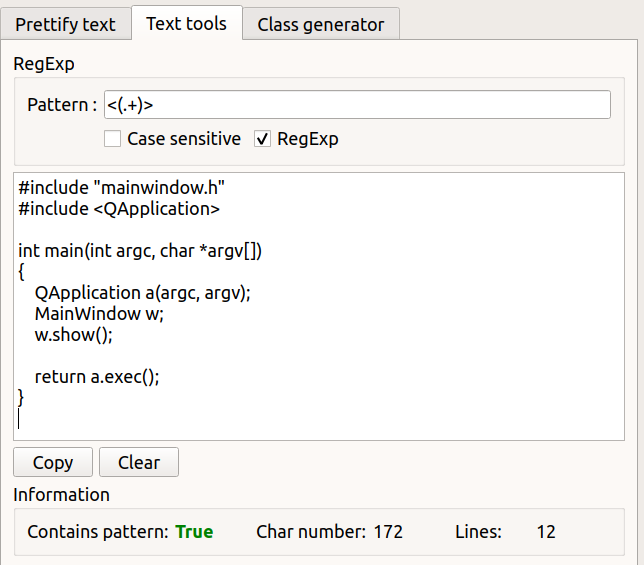 Prettify text Text tools Class generator
RegExp
Pattern : <(.+)>
Case sensitive RegExp
#include "mainwindow.h"
#include <QApplication>
int main(int argc, char *argv[])
{
    QApplication a(argc, argv);
    MainWindow w;
    w.show();
    return a.exec();
}
Copy Clear
Information
Contains pattern: True Char number: 172 Lines: 12